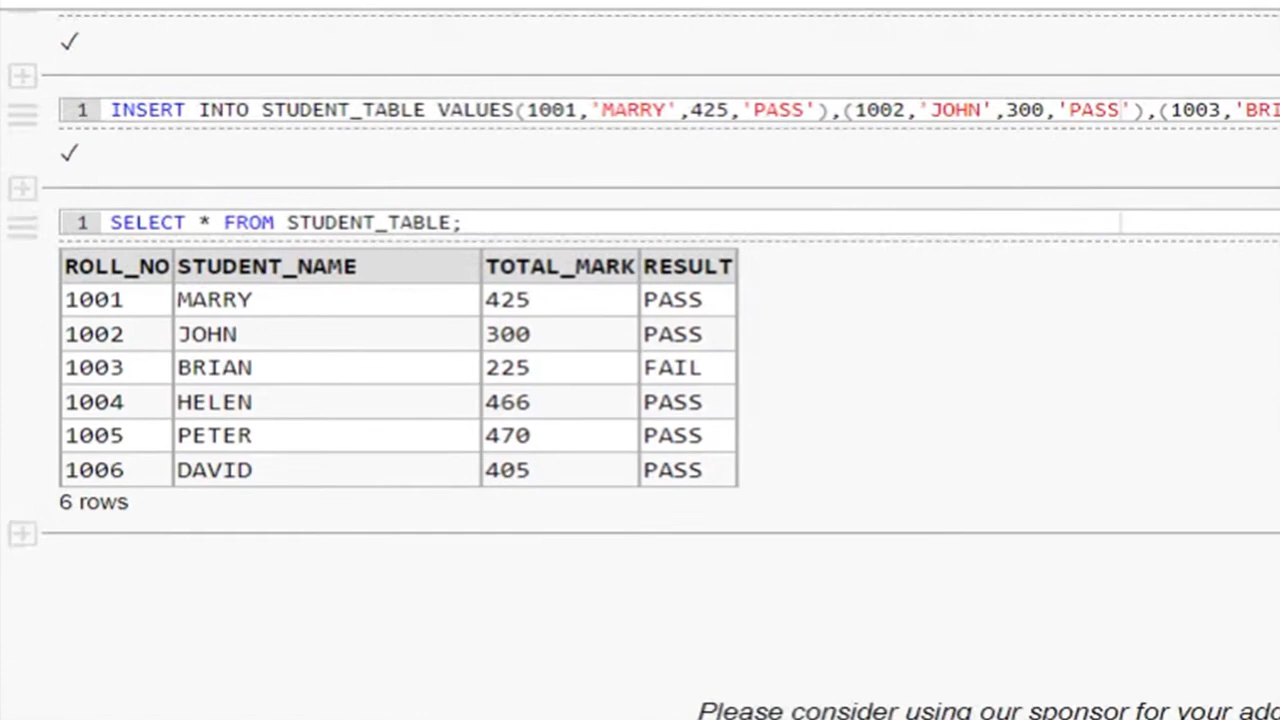 ✓
1 INSERT INTO STUDENT_TABLE VALUES(1001,'MARRY',425,'PASS'),(1002,'JOHN',300,'PASS'),(1003,'BRI
✓
1 SELECT * FROM STUDENT_TABLE;
ROLL_NO STUDENT_NAME TOTAL_MARK RESULT
1001 MARRY 425 PASS
1002 JOHN 300 PASS
1003 BRIAN 225 FAIL
1004 HELEN 466 PASS
1005 PETER 470 PASS
1006 DAVID 405 PASS
6 rows
Please consider using our sponsor for your add